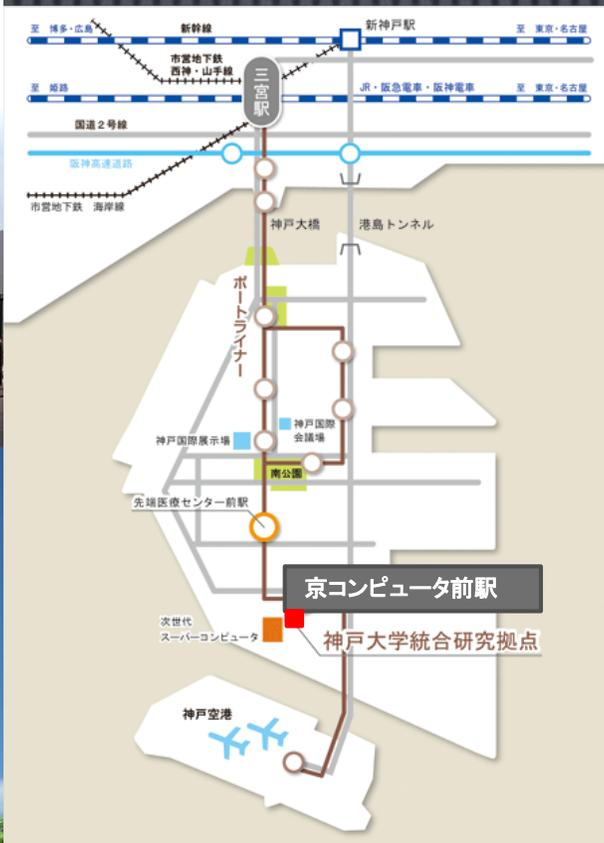 新神戸駅
至 博多・広島
新幹線
至 東京・名古屋
市営地下鉄
西神・山手線
三宮駅
至 姫路
JR・阪急電車・阪神電車
至 東京・名古屋
国道2号線
阪神高速道路
市営地下鉄 海岸線
神戸大橋
港島トンネル
ポートライナー
神戸国際展示場
神戸国際
会議場
南公園
先端医療センター前駅
京コンピュータ前駅
次世代
スーパーコンピュータ
神戸大学統合研究拠点
神戸空港